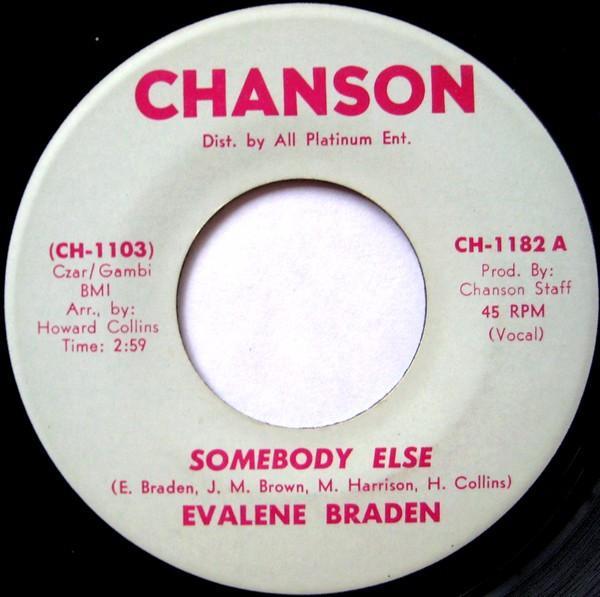 CHANSON
Dist. by All Platinum Ent.
(CH-1103)
Czar/Gambi
BMI
Arr., by:
Howard Collins
Time: 2:59
CH-1182 A
Prod. By:
Chanson Staff
45 RPM
(Vocal)
SOMEBODY ELSE
(E. Braden, J. M. Brown, M. Harrison, H. Collins)
EVALENE BRADEN